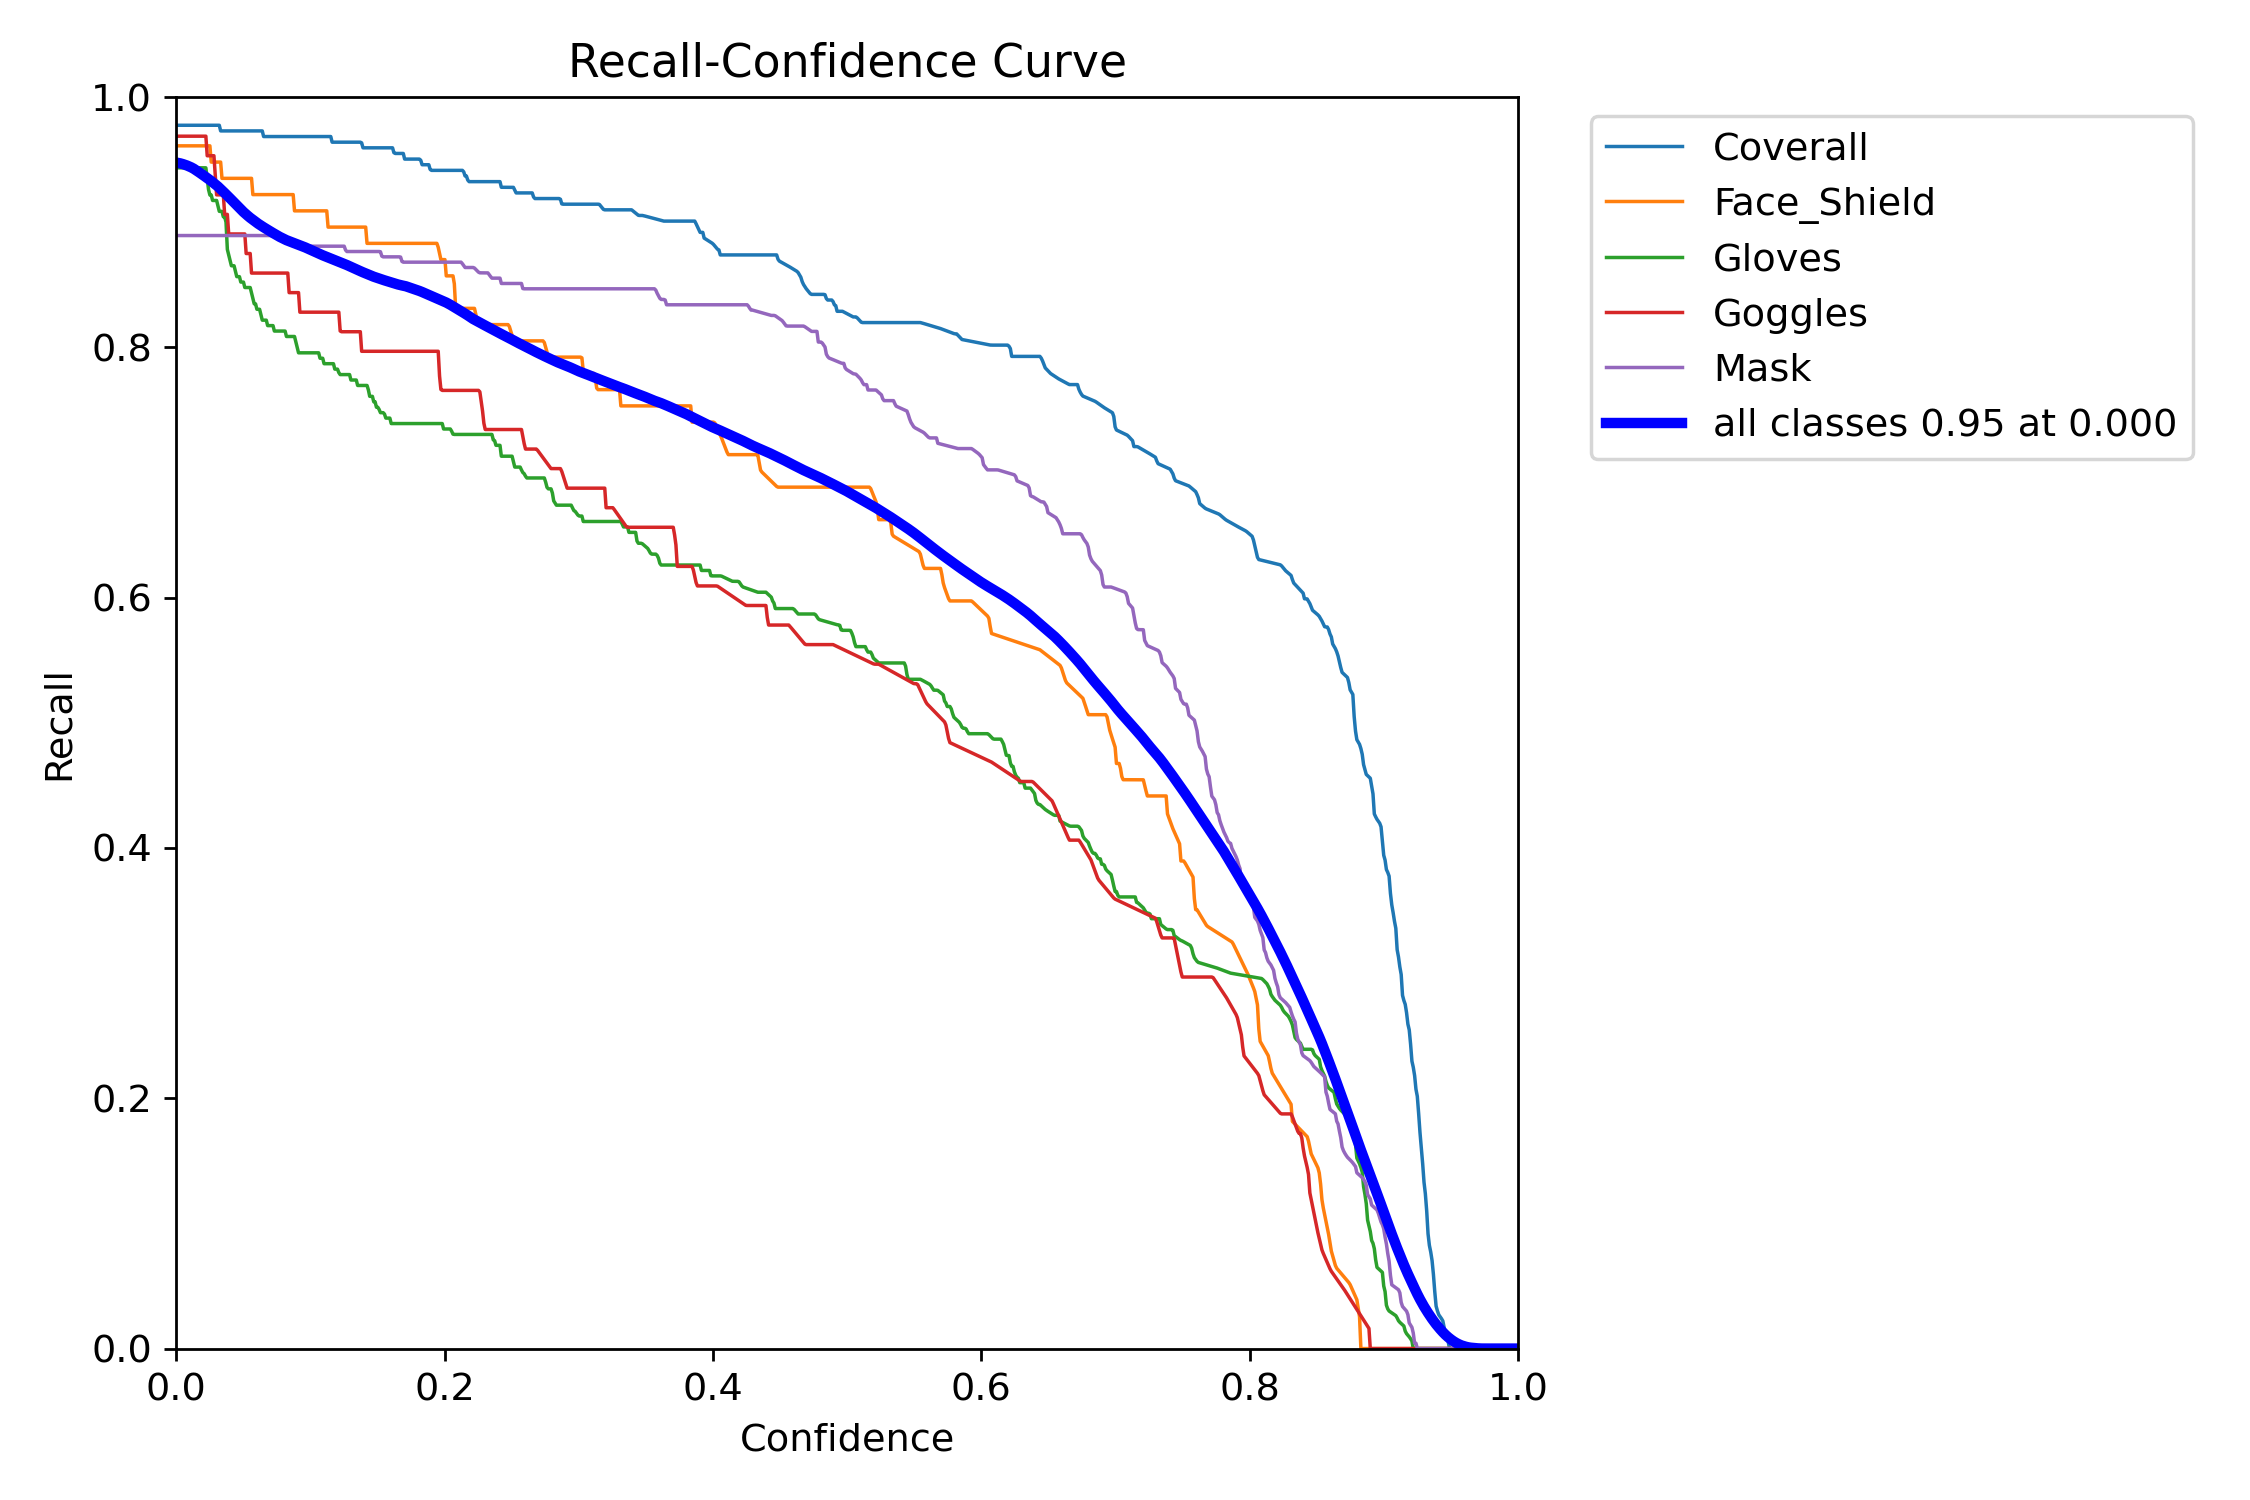 Recall-Confidence Curve
1.0
0.8
0.6
0.4
0.2
0.0
Recall
0.0 0.2 0.4 0.6 0.8 1.0
Confidence
Coverall
Face_Shield
Gloves
Goggles
Mask
all classes 0.95 at 0.000